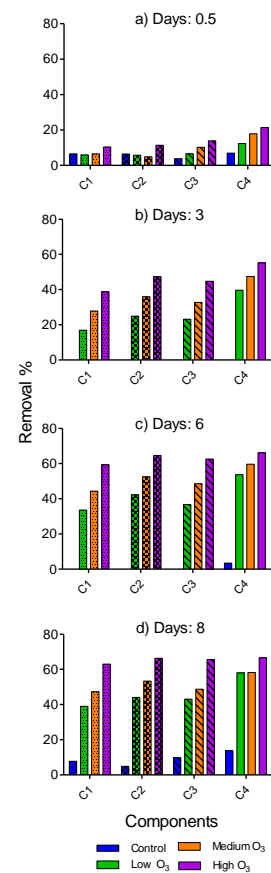 a) Days: 0.5
80
60
40
20
0
C1 C2 C3 C4
b) Days: 3
80
60
40
20
0
C1 C2 C3 C4
Removal %
c) Days: 6
80
60
40
20
0
C1 C2 C3 C4
d) Days: 8
80
60
40
20
0
C1 C2 C3 C4
Components
Control Medium O₃
Low O₃ High O₃